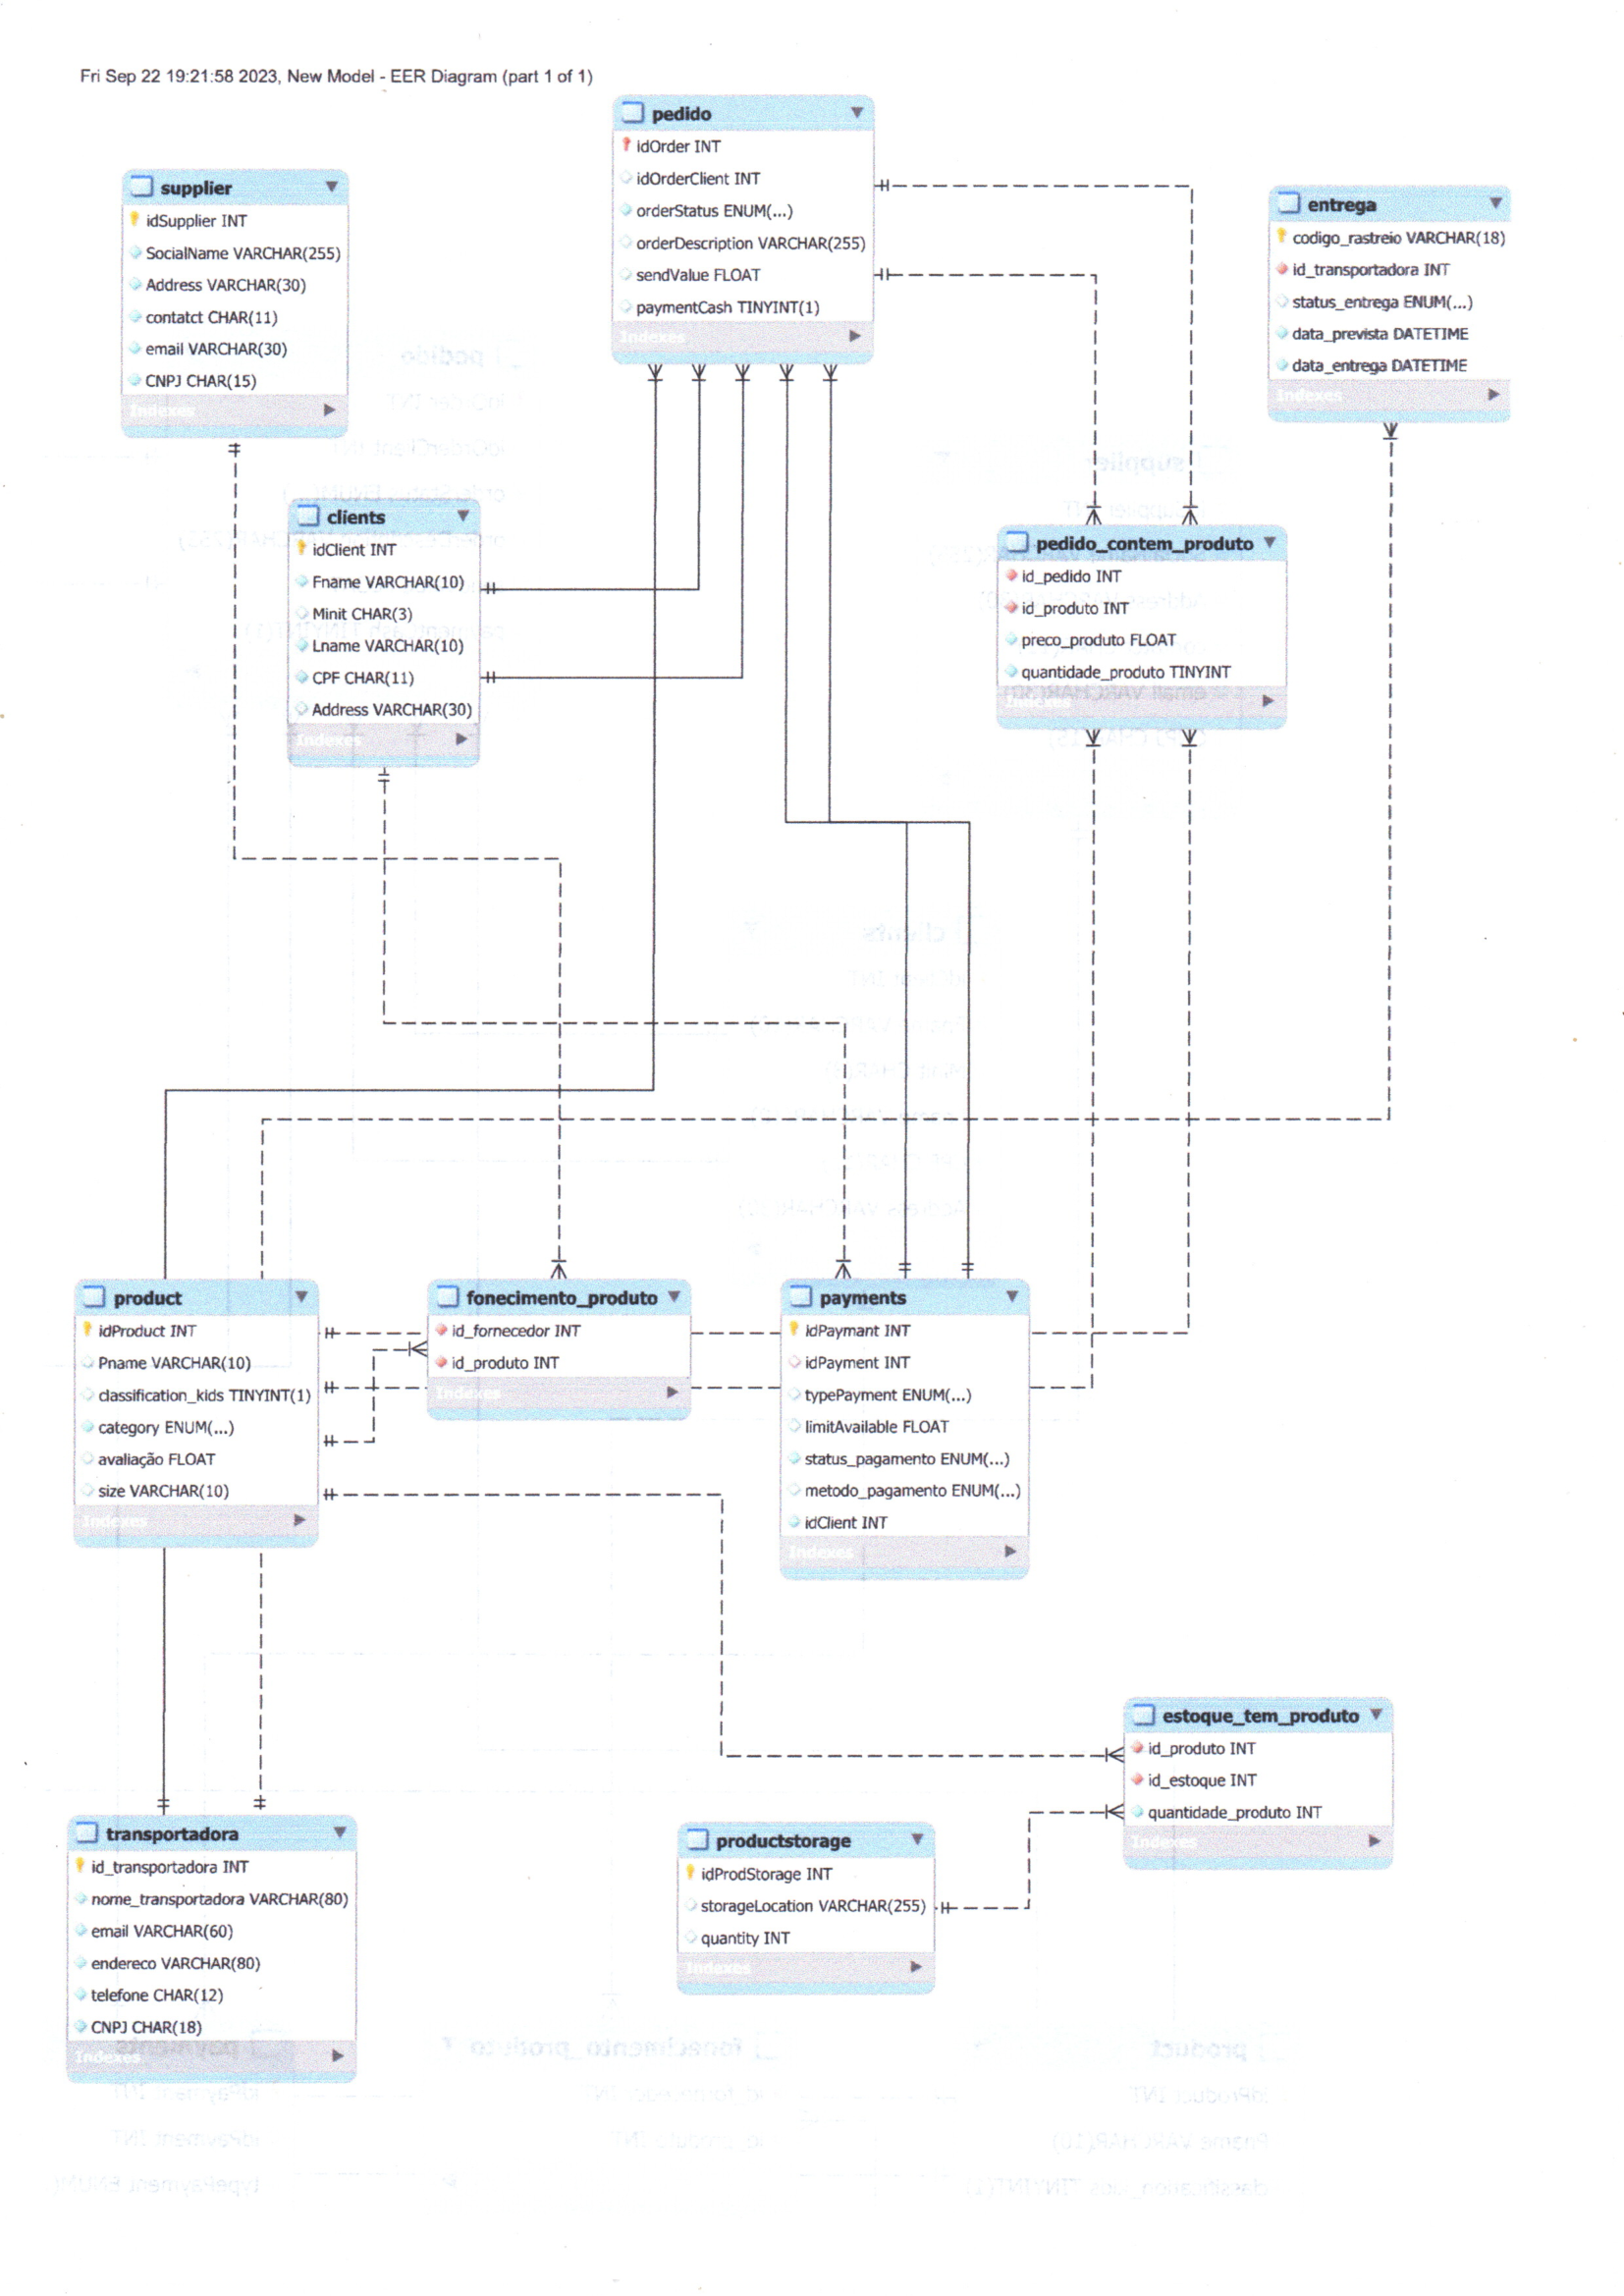 Fri Sep 22 19:21:58 2023, New Model - EER Diagram (part 1 of 1)
pedido
idOrder INT
idOrderClient INT
orderStatus ENUM(...)
orderDescription VARCHAR(255)
sendValue FLOAT
paymentCash TINYINT(1)
Indexes
supplier
idSupplier INT
SocialName VARCHAR(255)
Address VARCHAR(30)
contatct CHAR(11)
email VARCHAR(30)
CNPJ CHAR(15)
Indexes
entrega
codigo_rastreio VARCHAR(18)
id_transportadora INT
status_entrega ENUM(...)
data_prevista DATETIME
data_entrega DATETIME
Indexes
clients
idClient INT
Fname VARCHAR(10)
Minit CHAR(3)
Lname VARCHAR(10)
CPF CHAR(11)
Address VARCHAR(30)
Indexes
pedido_contem_produto
id_pedido INT
id_produto INT
preco_produto FLOAT
quantidade_produto TINYINT
Indexes
product
idProduct INT
Pname VARCHAR(10)
classification_kids TINYINT(1)
category ENUM(...)
avaliação FLOAT
size VARCHAR(10)
Indexes
fonecimento_produto
id_fornecedor INT
id_produto INT
Indexes
payments
idPaymant INT
idPayment INT
typePayment ENUM(...)
limitAvailable FLOAT
status_pagamento ENUM(...)
metodo_pagamento ENUM(...)
idClient INT
Indexes
estoque_tem_produto
id_produto INT
id_estoque INT
quantidade_produto INT
Indexes
transportadora
id_transportadora INT
nome_transportadora VARCHAR(80)
email VARCHAR(60)
endereco VARCHAR(80)
telefone CHAR(12)
CNPJ CHAR(18)
Indexes
productstorage
idProdStorage INT
storageLocation VARCHAR(255)
quantity INT
Indexes